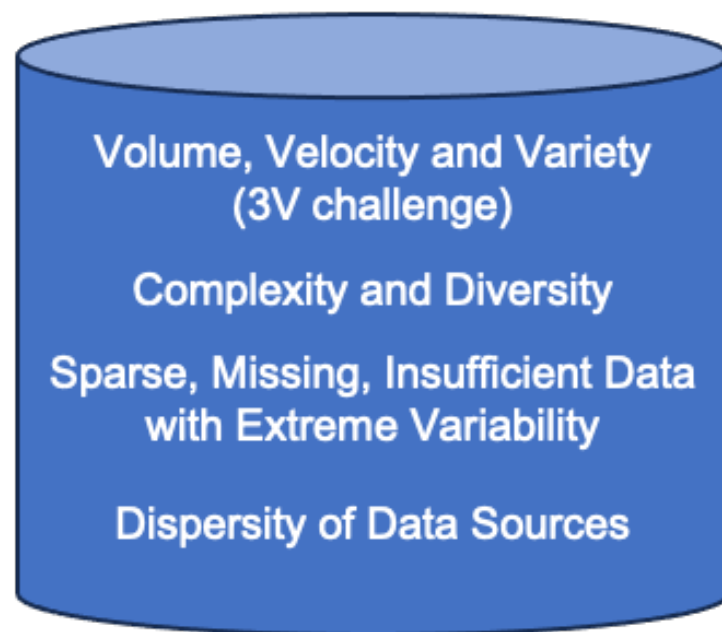 Volume, Velocity and Variety
(3V challenge)
Complexity and Diversity
Sparse, Missing, Insufficient Data
with Extreme Variability
Dispersity of Data Sources